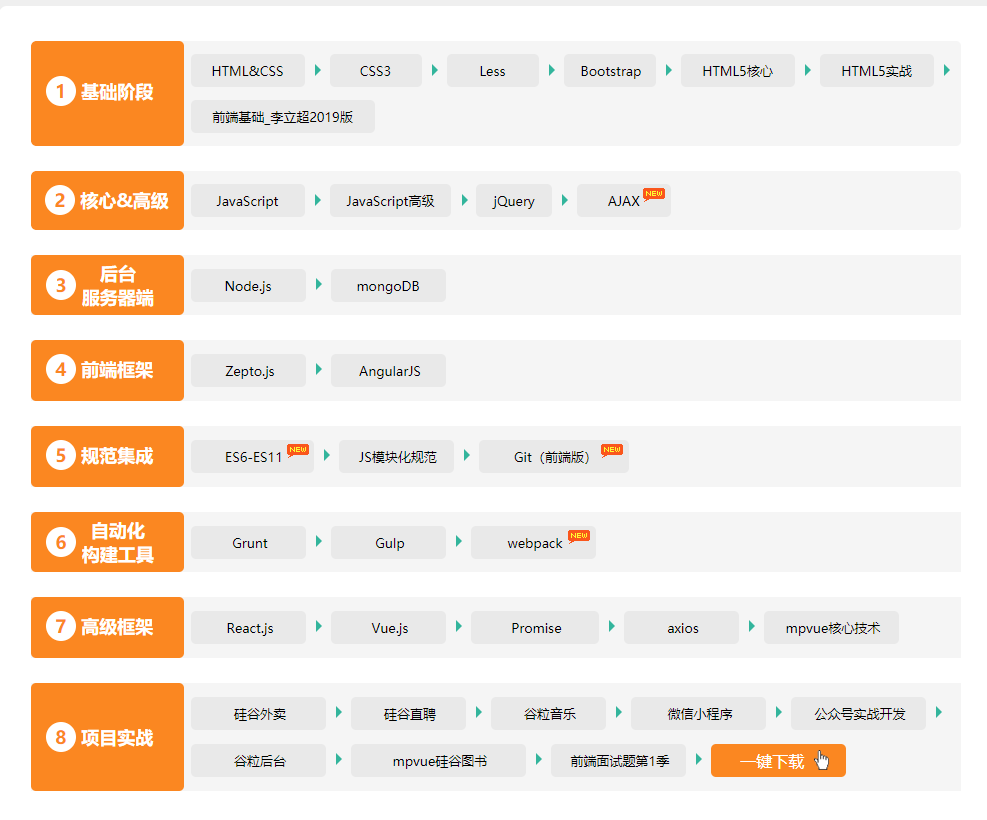 1 基础阶段
HTML&CSS CSS3 Less Bootstrap HTML5核心 HTML5实战
前端基础_李立超2019版
2 核心&高级
JavaScript JavaScript高级 jQuery AJAX NEW
3 后台
服务器端
Node.js mongoDB
4 前端框架
Zepto.js AngularJS
5 规范集成
ES6-ES11 NEW JS模块化规范 Git（前端版） NEW
6 自动化
构建工具
Grunt Gulp webpack NEW
7 高级框架
React.js Vue.js Promise axios mpvue核心技术
8 项目实战
硅谷外卖 硅谷直聘 谷粒音乐 微信小程序 公众号实战开发
谷粒后台 mpvue硅谷图书 前端面试题第1季 一键下载